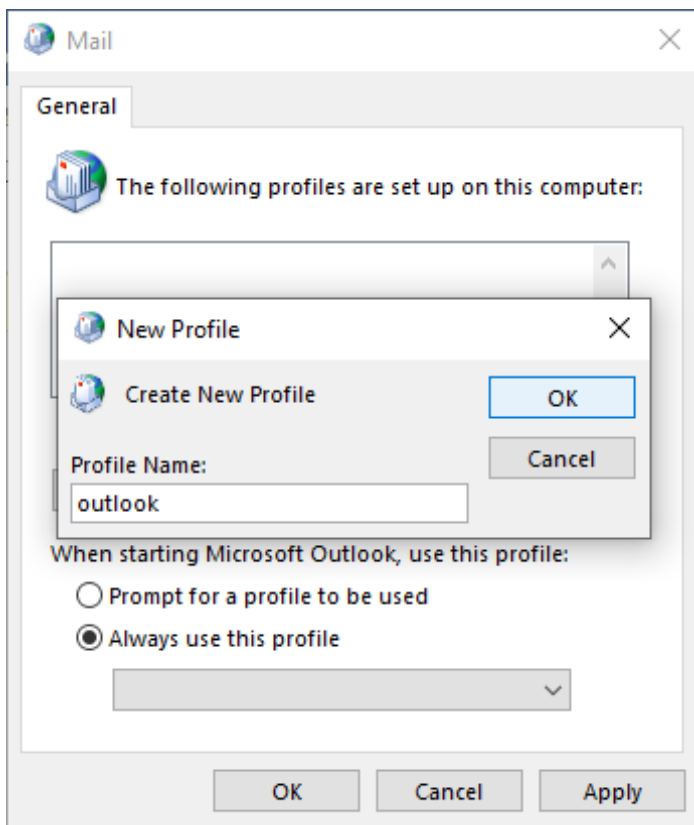 Mail
General
The following profiles are set up on this computer:
New Profile
Create New Profile
OK
Cancel
Profile Name:
outlook
When starting Microsoft Outlook, use this profile:
Prompt for a profile to be used
Always use this profile
OK
Cancel
Apply